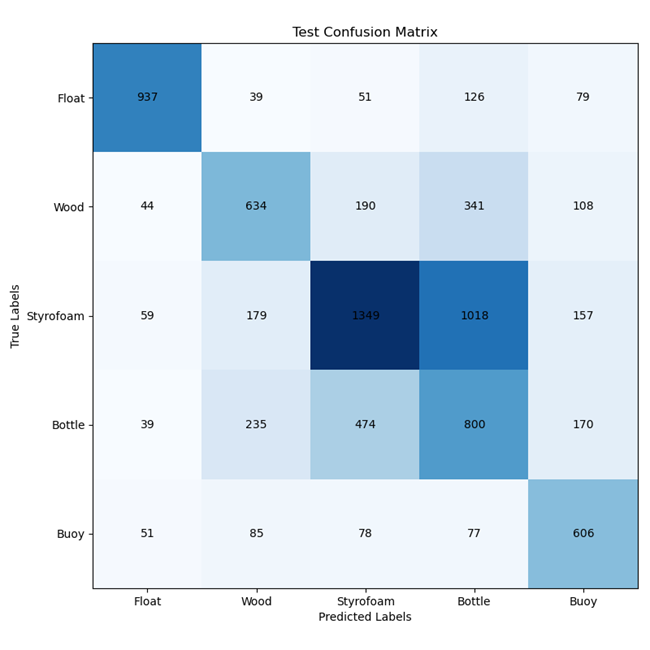 Test Confusion Matrix
Float 937 39 51 126 79
Wood 44 634 190 341 108
Styrofoam 59 179 1349 1018 157
Bottle 39 235 474 800 170
Buoy 51 85 78 77 606
Float Wood Styrofoam Bottle Buoy
Predicted Labels
True Labels